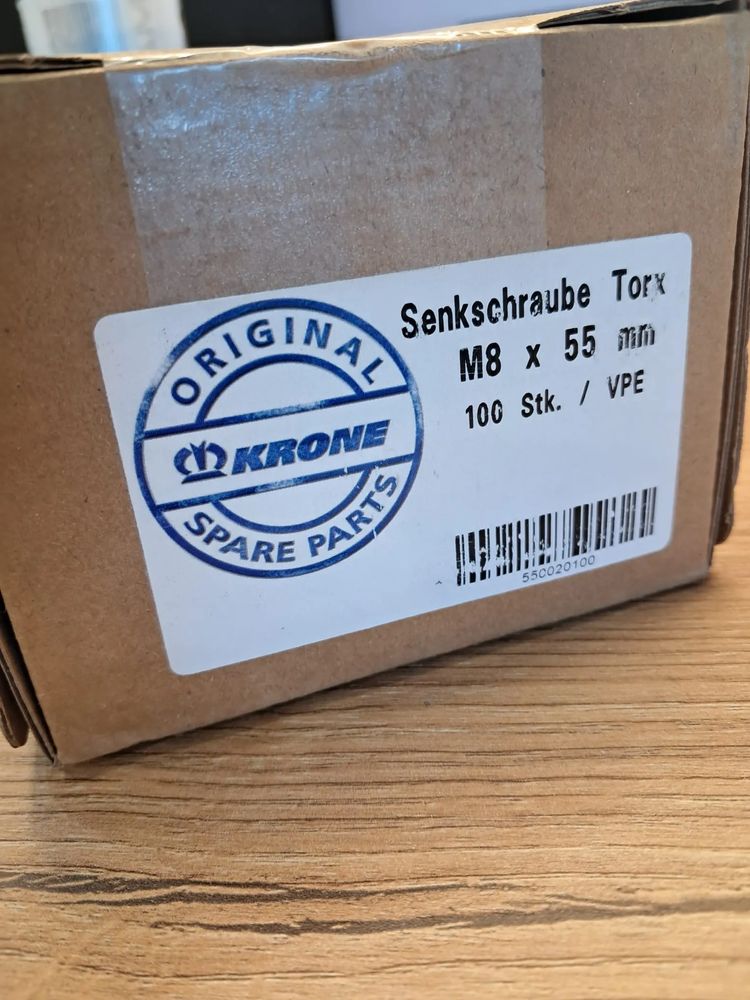 ORIGINAL
KRONE
SPARE PARTS
Senkschraube Torx
M8 x 55 mm
100 Stk. / VPE
550020100